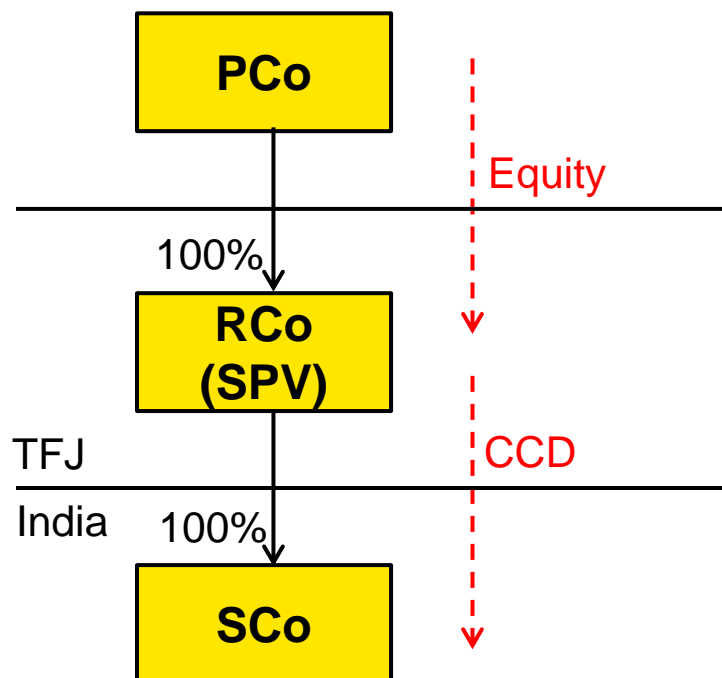 PCo
Equity
100%
RCo
(SPV)
TFJ
CCD
India
100%
SCo